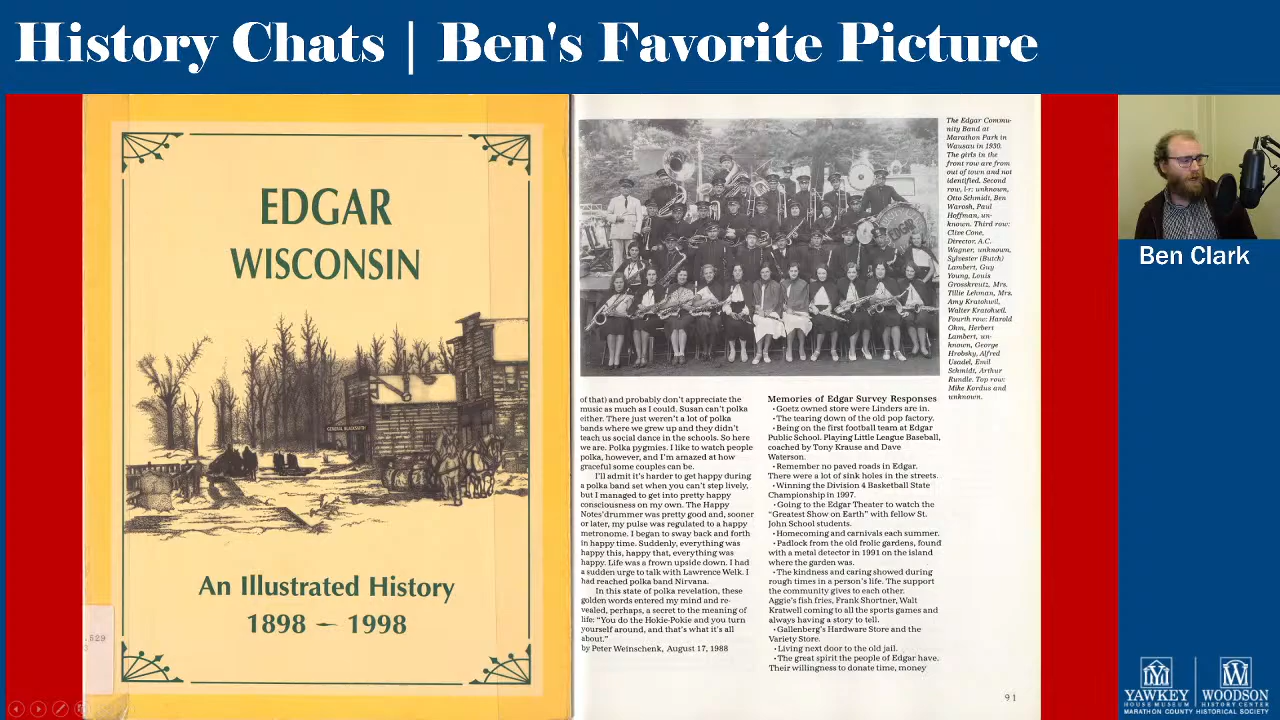 History Chats | Ben's Favorite Picture
EDGAR
WISCONSIN
GENERAL BLACKSMITH
An Illustrated History
1898 — 1998
.529
The Edgar Commu-
nity Band at
Marathon Park in
Wausau in 1930.
The girls in the
front row are from
out of town and not
identified. Second
row, l-r; unknown,
Otto Schmidt, Ben
Warosh, Paul
Hoffman, un-
known. Third row:
Clive Cone,
Director, A.C.
Wagner, unknown,
Sylvester (Butch)
Lambert, Guy
Young, Louis
Grosskreutz, Mrs.
Tillie Lehman, Mrs.
Amy Kratohwil,
Walter Kratohwil.
Fourth row: Harold
Ohm, Herbert
Lambert, un-
known, George
Hrobsky, Alfred
Usadel, Emil
Schmidt, Arthur
Rundle. Top row:
Mike Kordus and
unknown.
of that) and probably don't appreciate the
music as much as I could. Susan can't polka
either. There just weren't a lot of polka
bands where we grew up and they didn't
teach us social dance in the schools. So here
we are. Polka pygmies. I like to watch people
polka, however, and I'm amazed at how
graceful some couples can be.
I'll admit it's harder to get happy during
a polka band set when you can't step lively,
but I managed to get into pretty happy
consciousness on my own. The Happy
Notes' drummer was pretty good and, sooner
or later, my pulse was regulated to a happy
metronome. I began to sway back and forth
in happy time. Suddenly, everything was
happy this, happy that, everything was
happy. Life was a frown upside down. I had
a sudden urge to talk with Lawrence Welk. I
had reached polka band Nirvana.
In this state of polka revelation, these
golden words entered my mind and re-
vealed, perhaps, a secret to the meaning of
life: "You do the Hokie-Pokie and you turn
yourself around, and that's what it's all
about."
by Peter Weinschenk, August 17, 1988
Memories of Edgar Survey Responses
• Goetz owned store were Linders are in.
• The tearing down of the old pop factory.
• Being on the first football team at Edgar
Public School. Playing Little League Baseball,
coached by Tony Krause and Dave
Waterson.
• Remember no paved roads in Edgar.
There were a lot of sink holes in the streets.
• Winning the Division 4 Basketball State
Championship in 1997.
• Going to the Edgar Theater to watch the
"Greatest Show on Earth" with fellow St.
John School students.
• Homecoming and carnivals each summer.
• Padlock from the old frolic gardens, found
with a metal detector in 1991 on the island
where the garden was.
• The kindness and caring showed during
rough times in a person's life. The support
the community gives to each other.
Aggie's fish fries, Frank Shortner, Walt
Kratwell coming to all the sports games and
always having a story to tell.
• Gallenberg's Hardware Store and the
Variety Store.
• Living next door to the old jail.
• The great spirit the people of Edgar have.
Their willingness to donate time, money
91
Ben Clark
YAWKEY
HOUSE MUSEUM
WOODSON
HISTORY CENTER
MARATHON COUNTY HISTORICAL SOCIETY